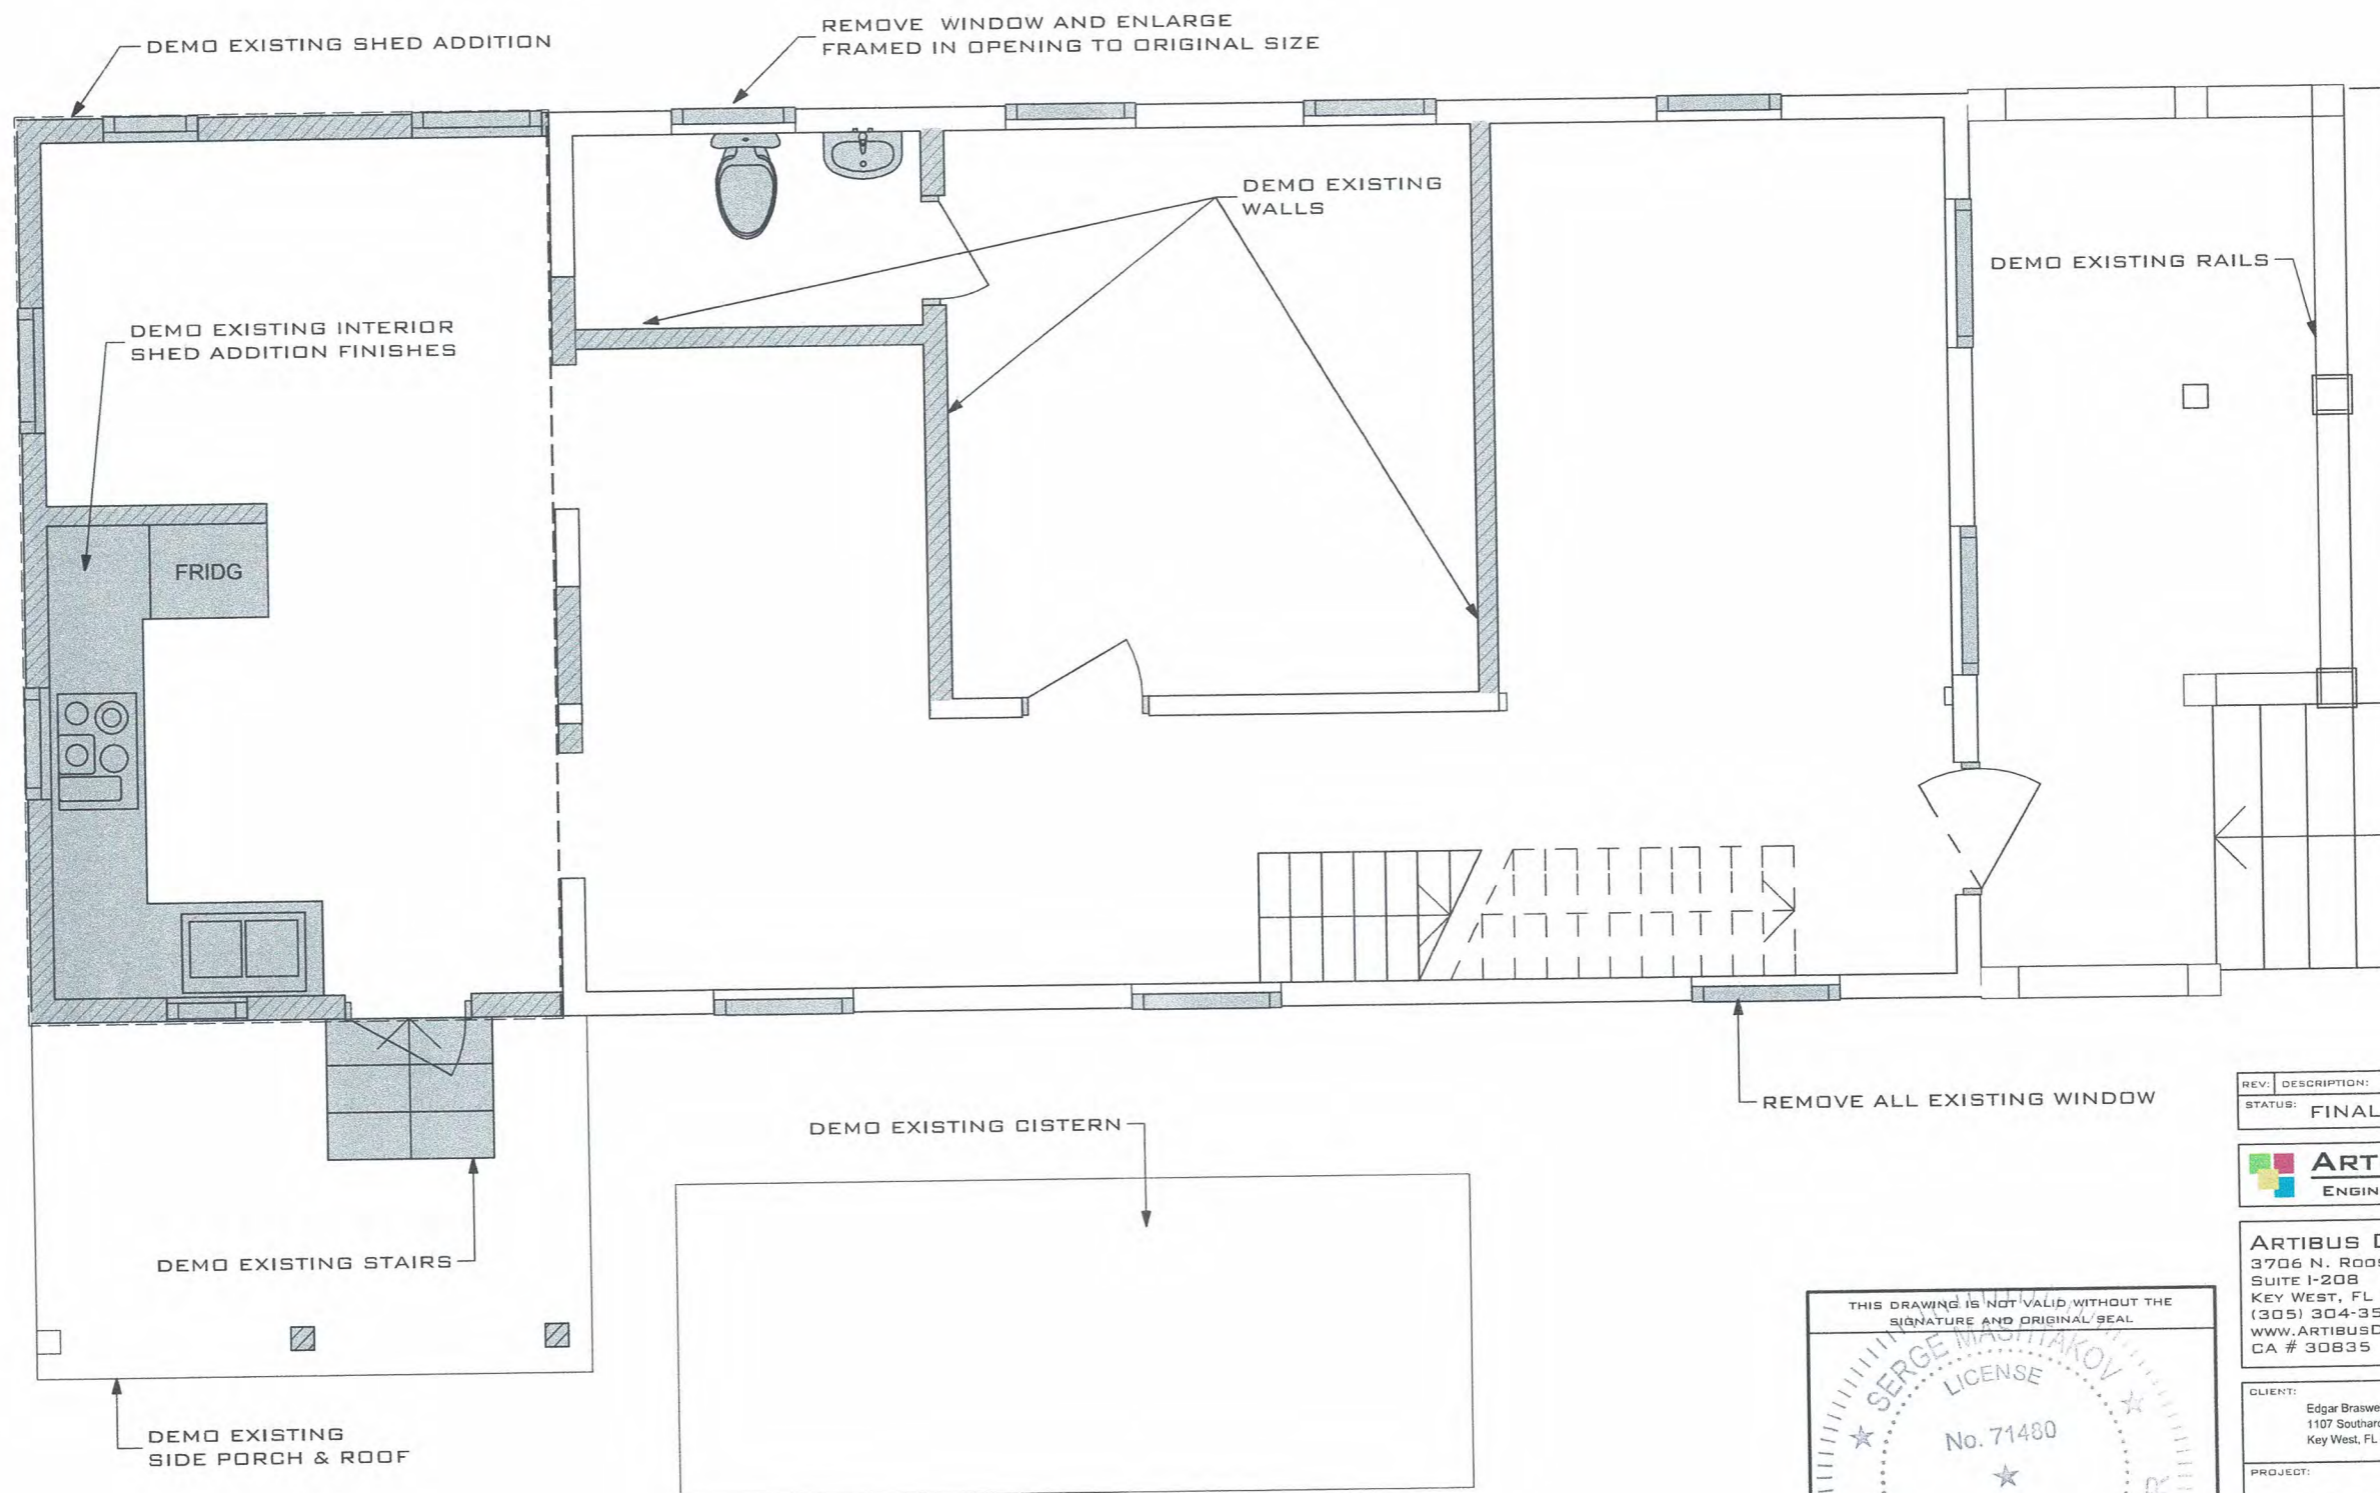 DEMO EXISTING SHED ADDITION
REMOVE WINDOW AND ENLARGE
FRAMED IN OPENING TO ORIGINAL SIZE
DEMO EXISTING
WALLS
DEMO EXISTING RAILS
DEMO EXISTING INTERIOR
SHED ADDITION FINISHES
FRIDG
REMOVE ALL EXISTING WINDOW
DEMO EXISTING CISTERN
DEMO EXISTING STAIRS
DEMO EXISTING
SIDE PORCH & ROOF
THIS DRAWING IS NOT VALID WITHOUT THE
SIGNATURE AND ORIGINAL SEAL
SERGE MASHTAKOV
LICENSE
No. 71480
REV: DESCRIPTION:
STATUS: FINAL
ART
ENGIN
ARTIBUS D
3706 N. ROOS
SUITE I-208
KEY WEST, FL
(305) 304-35
WWW.ARTIBUSD
CA # 30835
CLIENT:
Edgar Braswe
1107 Southard
Key West, FL
PROJECT: